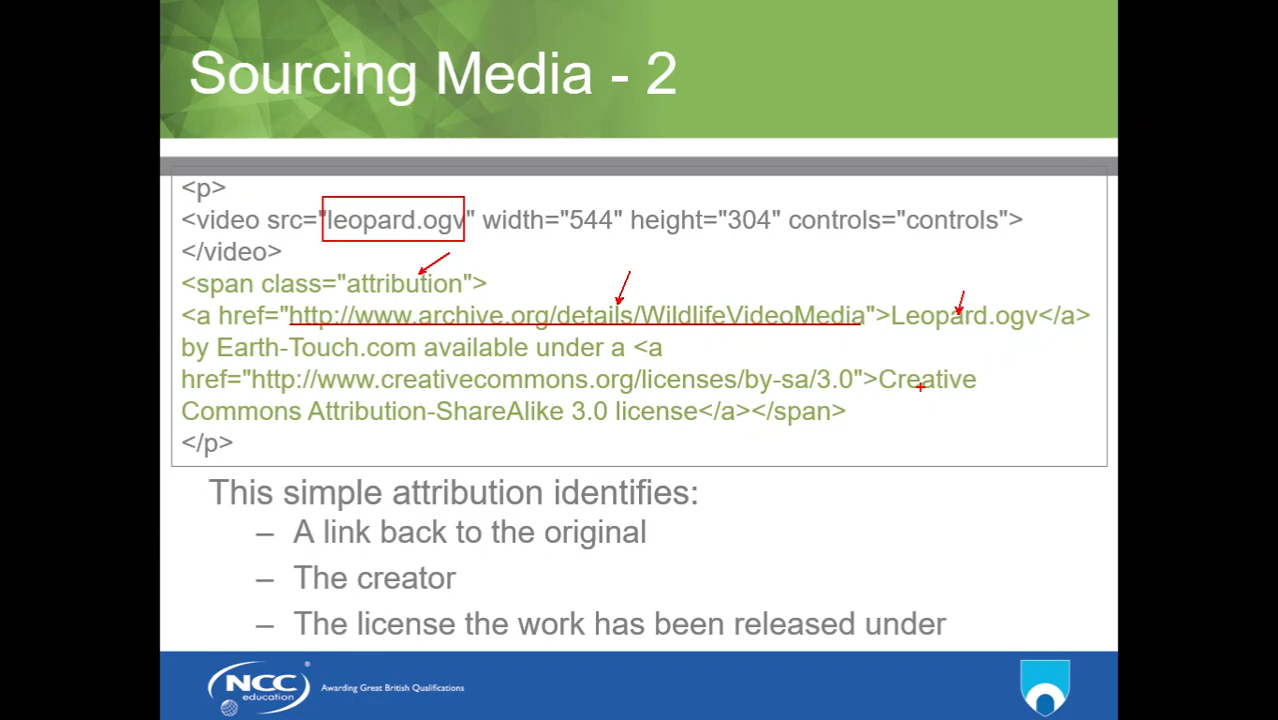 Sourcing Media - 2
<p>
<video src="leopard.ogv" width="544" height="304" controls="controls">
</video>
<span class="attribution">
<a href="http://www.archive.org/details/WildlifeVideoMedia">Leopard.ogv</a>
by Earth-Touch.com available under a <a
href="http://www.creativecommons.org/licenses/by-sa/3.0">Creative
Commons Attribution-ShareAlike 3.0 license</a></span>
</p>
This simple attribution identifies:
– A link back to the original
– The creator
– The license the work has been released under
NCC
education
®
Awarding Great British Qualifications